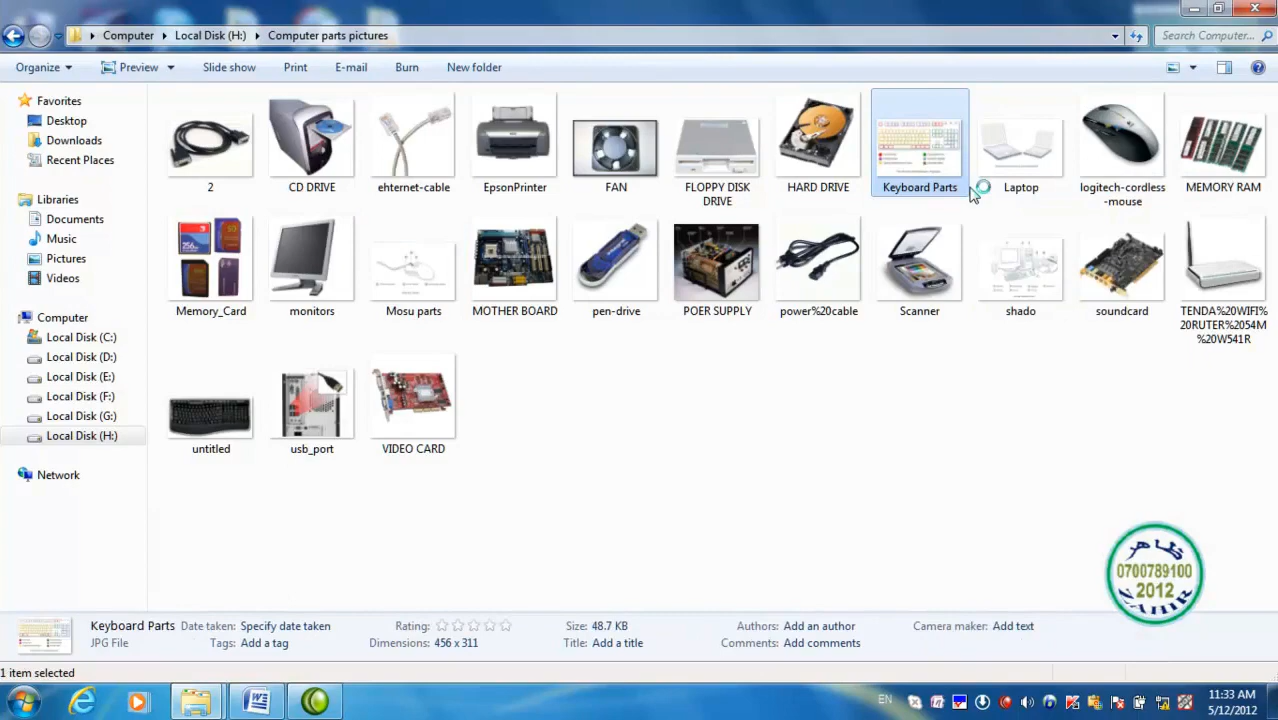 Computer Local Disk (H:) Computer parts pictures
Search Computer...
Organize Preview Slide show Print E-mail Burn New folder
Favorites
Desktop
Downloads
Recent Places
Libraries
Documents
Music
Pictures
Videos
Computer
Local Disk (C:)
Local Disk (D:)
Local Disk (E:)
Local Disk (F:)
Local Disk (G:)
Local Disk (H:)
Network
2
CD DRIVE
ehternet-cable
EpsonPrinter
FAN
FLOPPY DISK
DRIVE
HARD DRIVE
Keyboard Parts
Laptop
logitech-cordless
-mouse
MEMORY RAM
Memory_Card
monitors
Mosu parts
MOTHER BOARD
pen-drive
POER SUPPLY
power%20cable
Scanner
shado
soundcard
TENDA%20WIFI
%20RUTER%2054M
%20W541R
untitled
usb_port
VIDEO CARD
ظاهر
0700789100
2012
ZAHIR
Keyboard Parts Date taken: Specify date taken Rating: Size: 48.7 KB Authors: Add an author Camera maker: Add text
JPG File Tags: Add a tag Dimensions: 456 x 311 Title: Add a title Comments: Add comments
1 item selected
EN
11:33 AM
5/12/2012